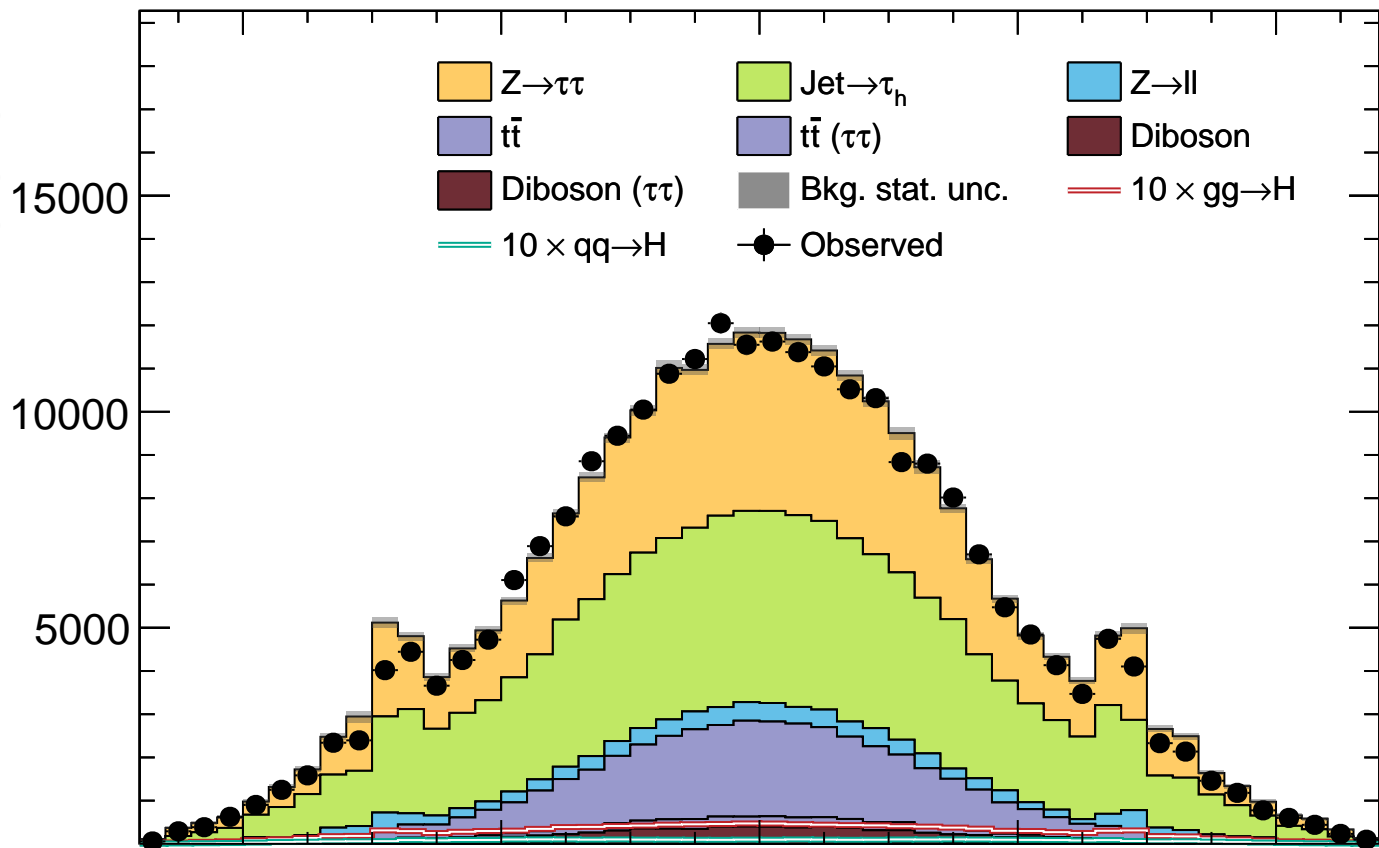 Z→ττ Jet→τh Z→ll
tt̄ tt̄ (ττ) Diboson
Diboson (ττ) Bkg. stat. unc. 10 × gg→H
10 × qq→H Observed
15000
10000
5000